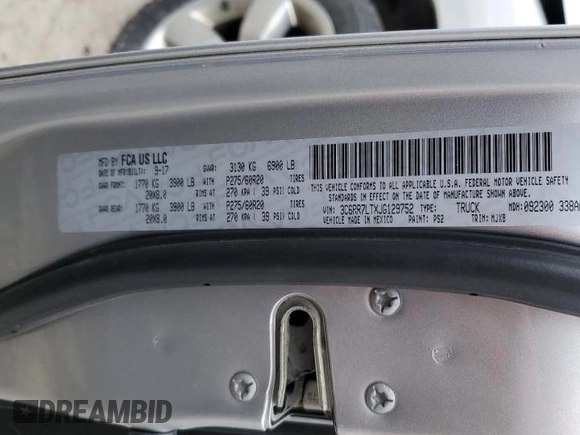 MFD BY FCA US LLC
DATE OF MFR(BUILT): 9-17 GVWR: 3130 KG 6900 LB
GAWR FRONT: 1770 KG 3900 LB WITH P275/60R20 TIRES
20X8.0 RIMS AT 270 KPA ( 39 PSI) COLD
GAWR REAR: 1770 KG 3900 LB WITH P275/60R20 TIRES
20X8.0 RIMS AT 270 KPA ( 39 PSI) COLD
THIS VEHICLE CONFORMS TO ALL APPLICABLE U.S.A. FEDERAL MOTOR VEHICLE SAFETY
STANDARDS IN EFFECT ON THE DATE OF MANUFACTURE SHOWN ABOVE.
VIN: 3C6RR7LTXJG129752 TYPE: TRUCK MDH: 092300 338A
VEHICLE MADE IN MEXICO PAINT: PS2 TRIM: MJX8
DREAMBID